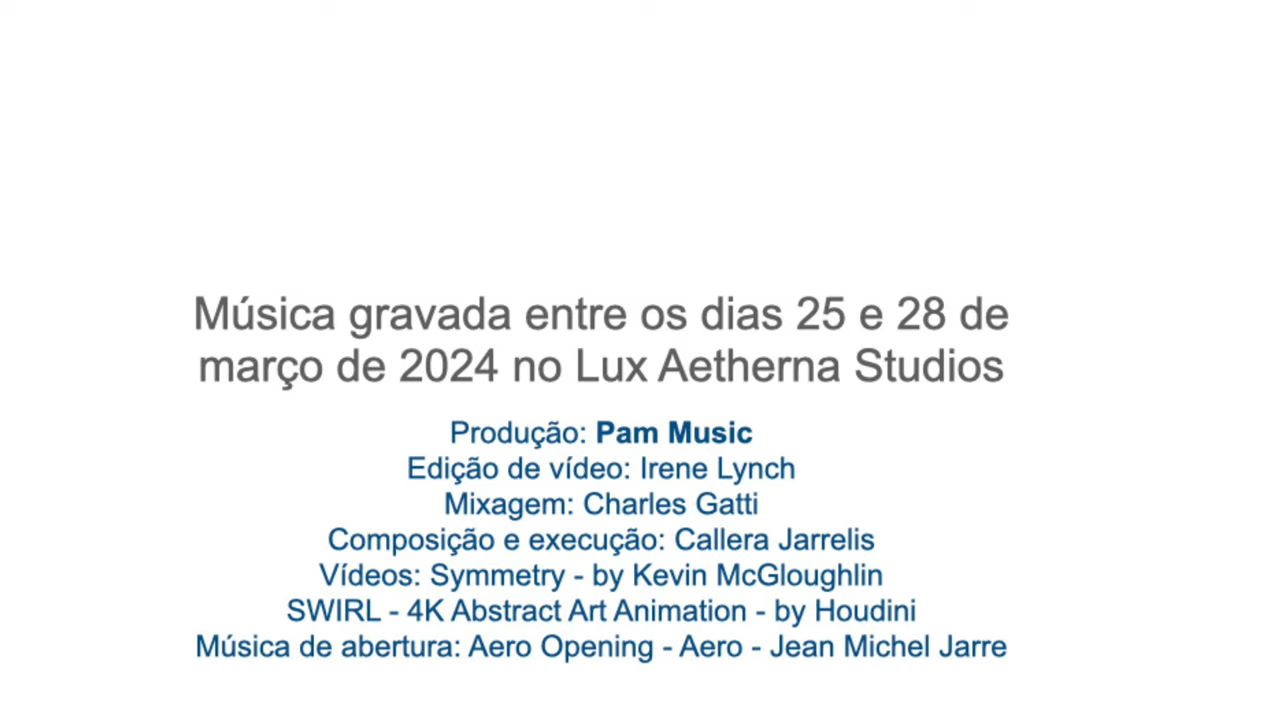 Música gravada entre os dias 25 e 28 de
março de 2024 no Lux Aetherna Studios
Produção: Pam Music
Edição de vídeo: Irene Lynch
Mixagem: Charles Gatti
Composição e execução: Callera Jarrelis
Vídeos: Symmetry - by Kevin McGloughlin
SWIRL - 4K Abstract Art Animation - by Houdini
Música de abertura: Aero Opening - Aero - Jean Michel Jarre